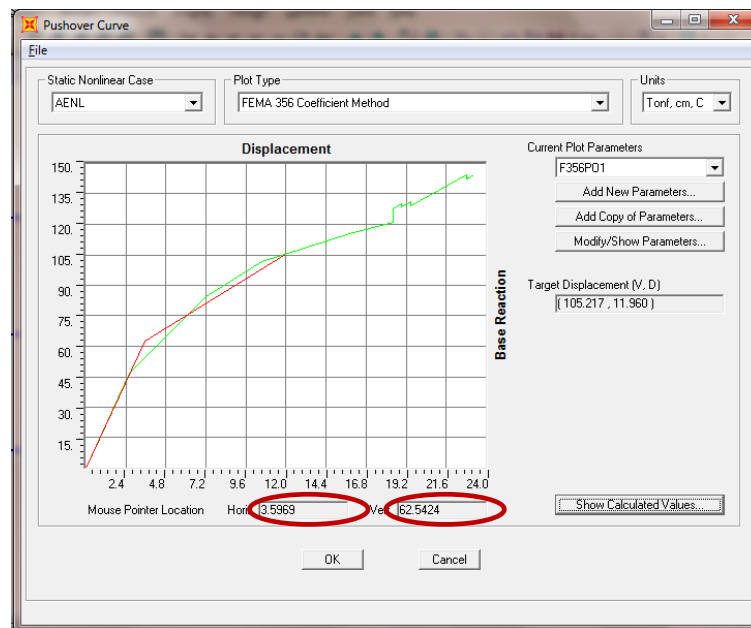 Pushover Curve
File
Static Nonlinear Case
AENL
Plot Type
FEMA 356 Coefficient Method
Units
Tonf, cm, C
Displacement
150.
135.
120.
105.
90.
75.
60.
45.
30.
15.
2.4 4.8 7.2 9.6 12.0 14.4 16.8 19.2 21.6 24.0
Base Reaction
Current Plot Parameters
F356PO1
Add New Parameters...
Add Copy of Parameters...
Modify/Show Parameters...
Target Displacement (V, D)
( 105.217 , 11.960 )
Mouse Pointer Location Hori 3.5969 Ve 62.5424
Show Calculated Values...
OK Cancel